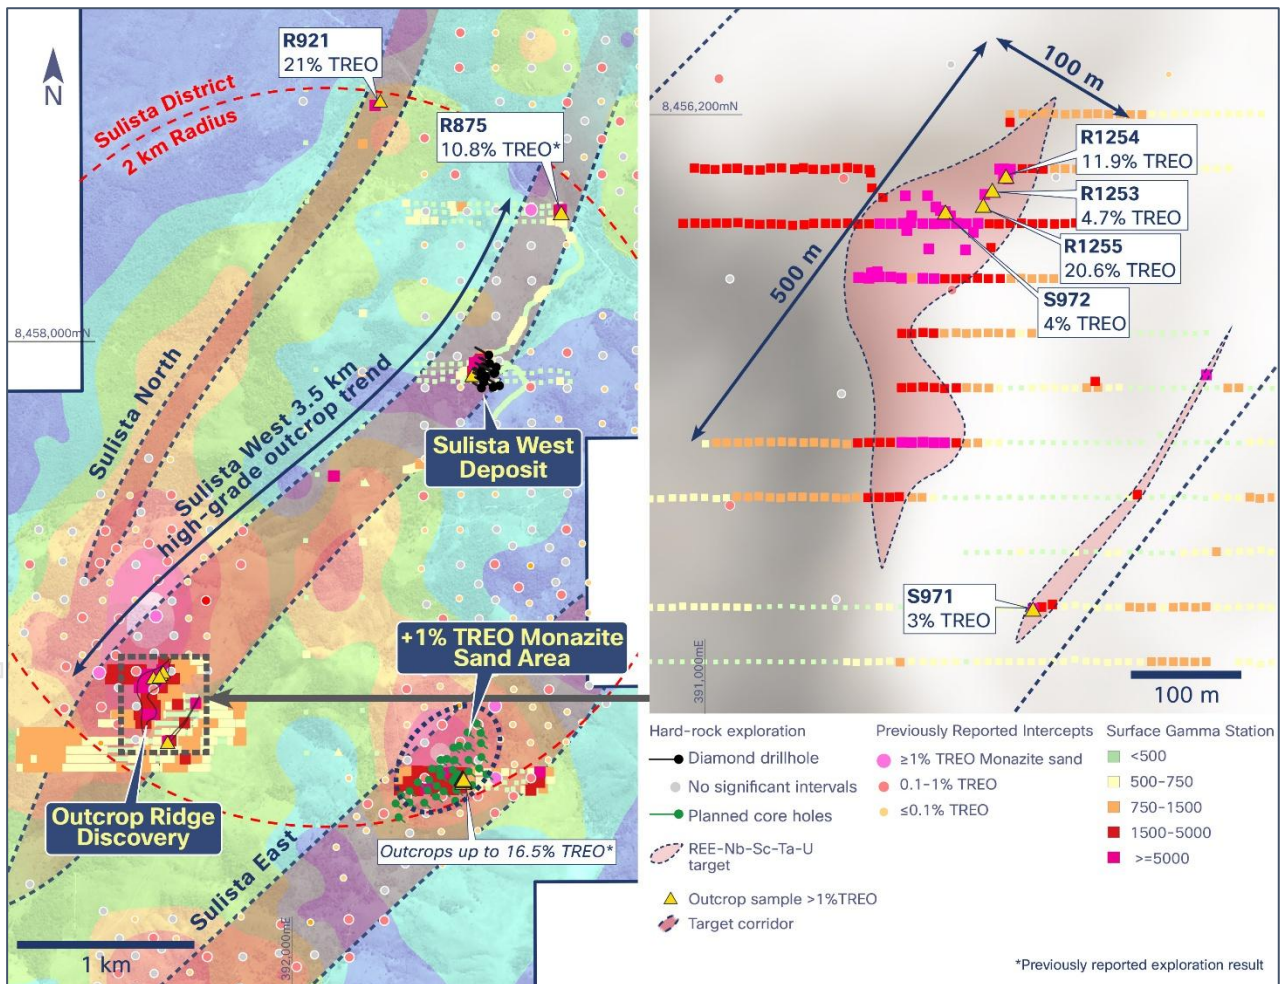 R921
21% TREO
N
Sulista District
2 km Radius
R875
10.8% TREO*
8,458,000mN
Sulista North
Sulista West 3.5 km
high-grade outcrop trend
Sulista West
Deposit
+1% TREO Monazite
Sand Area
Outcrop Ridge
Discovery
Outcrops up to 16.5% TREO*
Sulista East
392,000mE
1 km
8,456,200mN
100 m
500 m
R1254
11.9% TREO
R1253
4.7% TREO
R1255
20.6% TREO
S972
4% TREO
S971
3% TREO
391,000mE
100 m
Hard-rock exploration
Diamond drillhole
No significant intervals
Planned core holes
REE-Nb-Sc-Ta-U
target
Outcrop sample >1%TREO
Target corridor
Previously Reported Intercepts
≥1% TREO Monazite sand
0.1-1% TREO
≤0.1% TREO
Surface Gamma Station
<500
500-750
750-1500
1500-5000
>=5000
*Previously reported exploration result